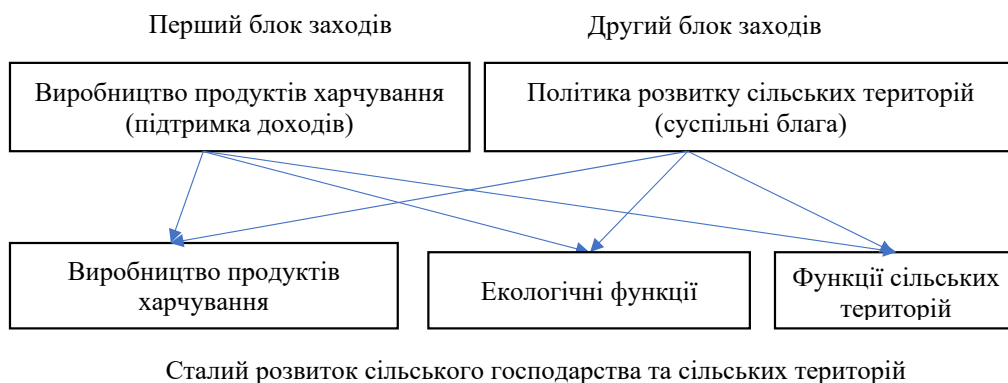 Перший блок заходів
Другий блок заходів
Виробництво продуктів харчування
(підтримка доходів)
Політика розвитку сільських територій
(суспільні блага)
Виробництво продуктів
харчування
Екологічні функції
Функції сільських
територій
Сталий розвиток сільського господарства та сільських територій